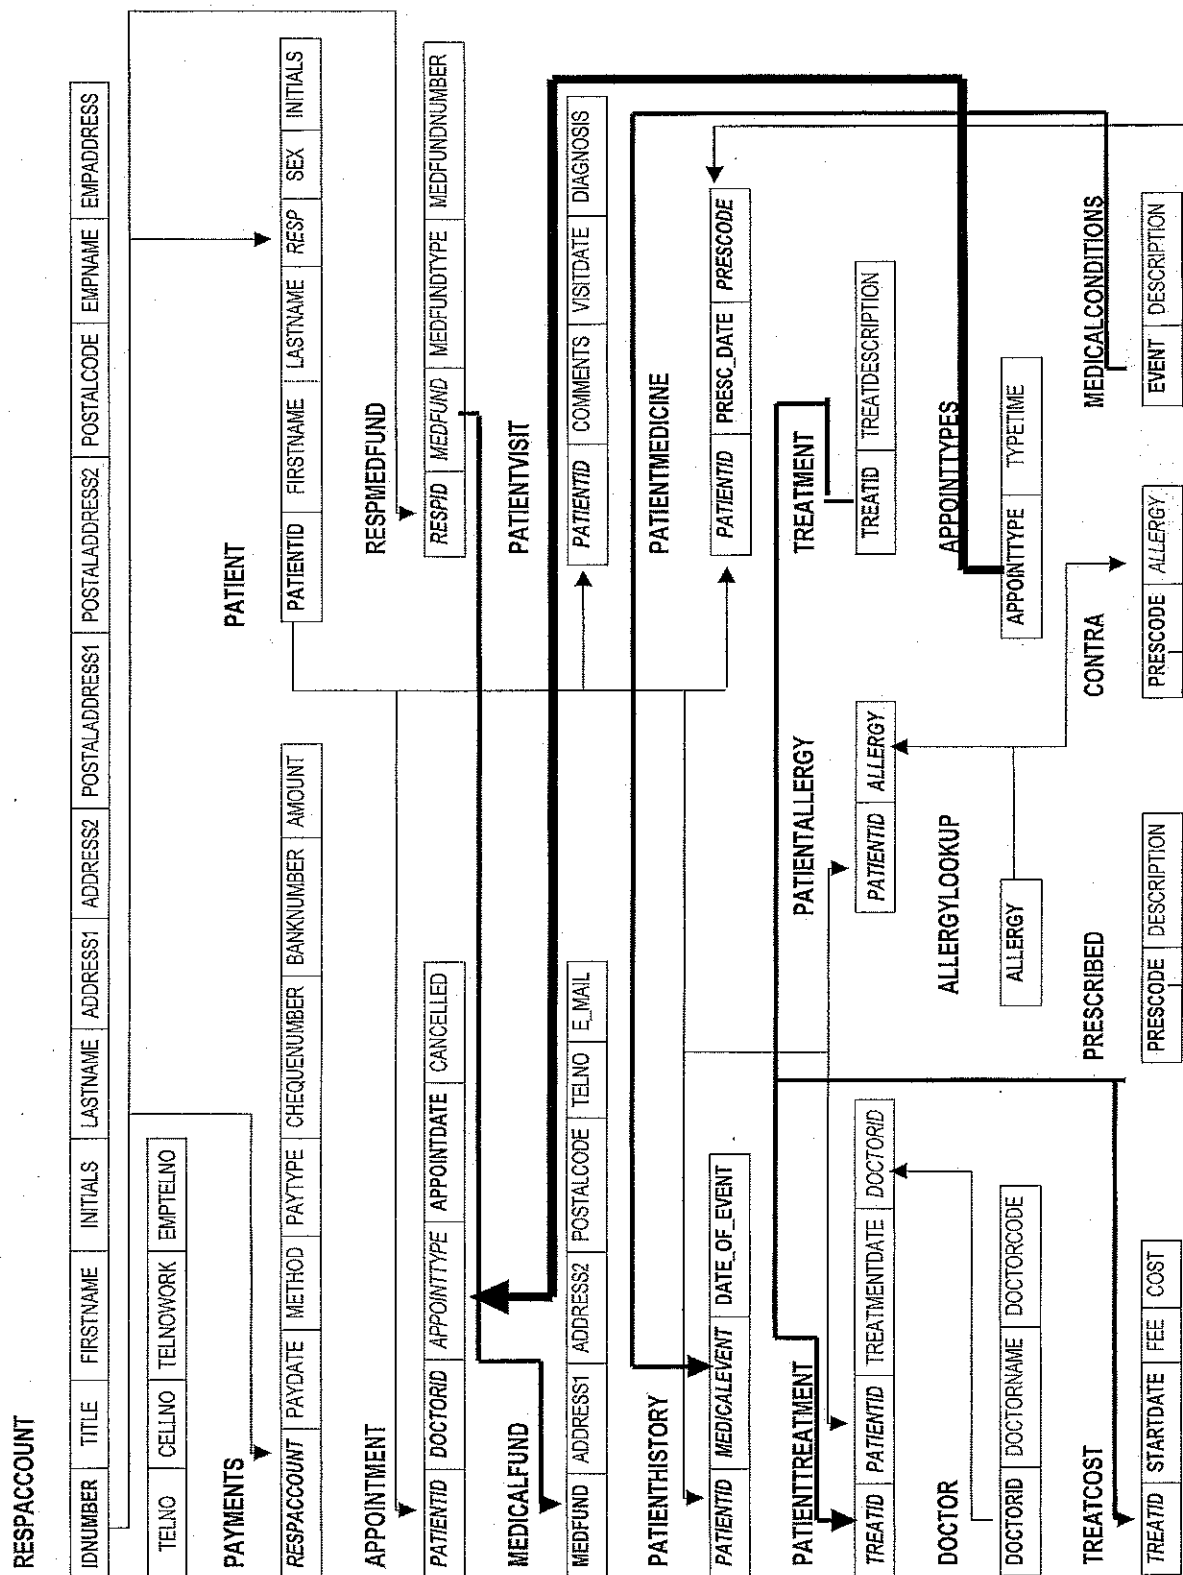 RESPACCOUNT
IDNUMBER TITLE FIRSTNAME INITIALS LASTNAME ADDRESS1 ADDRESS2 POSTALADDRESS1 POSTALADDRESS2 POSTALCODE EMPNAME EMPADDRESS
TELNO CELLNO TELNOWORK EMPTELNO
PAYMENTS
RESPACCOUNT PAYDATE METHOD PAYTYPE CHEQUENUMBER BANKNUMBER AMOUNT
PATIENT
PATIENTID FIRSTNAME LASTNAME RESP SEX INITIALS
APPOINTMENT
PATIENTID DOCTORID APPOINTTYPE APPOINTDATE CANCELLED
RESPMEDFUND
RESPID MEDFUND MEDFUNDTYPE MEDFUNDNUMBER
MEDICALFUND
MEDFUND ADDRESS1 ADDRESS2 POSTALCODE TELNO E_MAIL
PATIENTVISIT
PATIENTID COMMENTS VISITDATE DIAGNOSIS
PATIENTHISTORY
PATIENTID MEDICALEVENT DATE_OF_EVENT
PATIENTMEDICINE
PATIENTID PRESC_DATE PRESCODE
PATIENTTREATMENT
TREATID PATIENTID TREATMENTDATE DOCTORID
PATIENTALLERGY
PATIENTID ALLERGY
TREATMENT
TREATID TREATDESCRIPTION
DOCTOR
DOCTORID DOCTORNAME DOCTORCODE
ALLERGYLOOKUP
ALLERGY
APPOINTTYPES
APPOINTTYPE TYPETIME
TREATCOST
TREATID STARTDATE FEE COST
PRESCRIBED
PRESCODE DESCRIPTION
CONTRA
PRESCODE ALLERGY
MEDICALCONDITIONS
EVENT DESCRIPTION